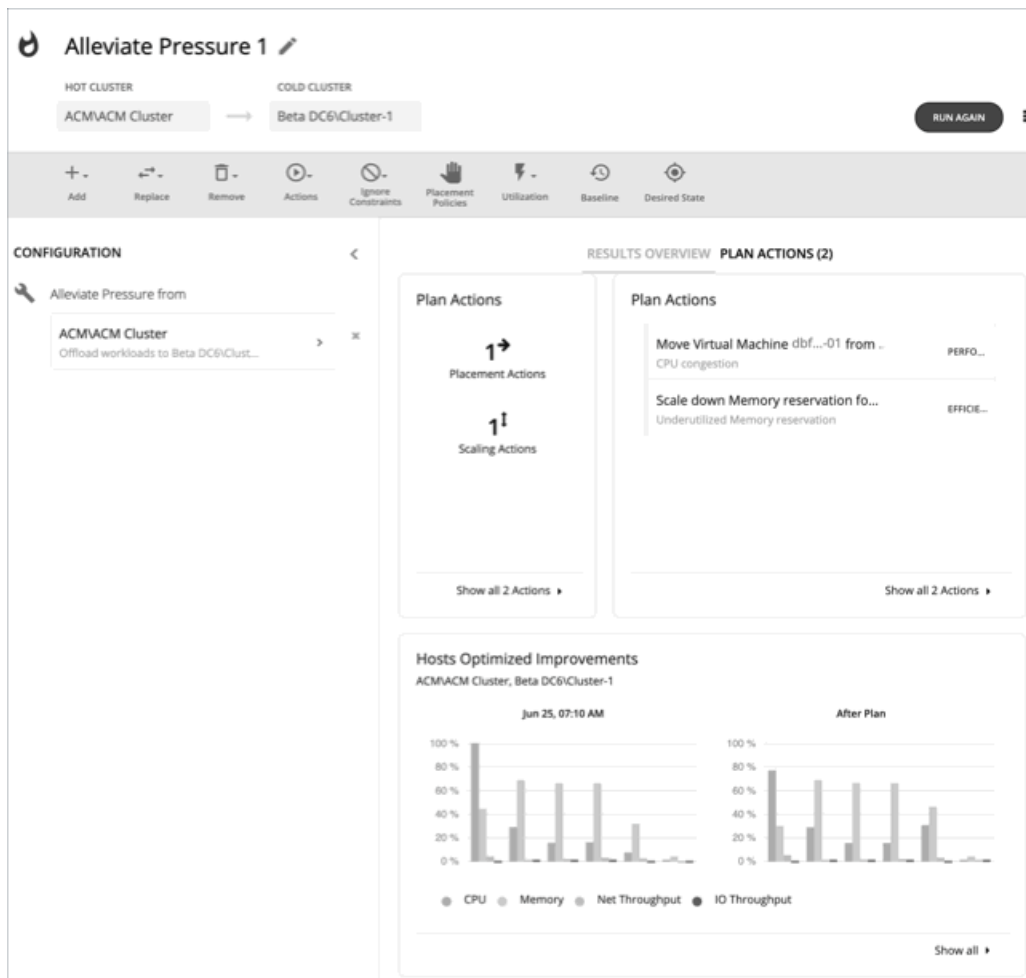 Alleviate Pressure 1
HOT CLUSTER
COLD CLUSTER
ACM\ACM Cluster
Beta DC6\Cluster-1
RUN AGAIN
Add
Replace
Remove
Actions
Ignore
Constraints
Placement
Policies
Utilization
Baseline
Desired State
CONFIGURATION
Alleviate Pressure from
ACM\ACM Cluster
Offload workloads to Beta DC6\Clust...
RESULTS OVERVIEW
PLAN ACTIONS (2)
Plan Actions
1
Placement Actions
1
Scaling Actions
Show all 2 Actions
Plan Actions
Move Virtual Machine dbf...-01 from ..
PERFO...
CPU congestion
Scale down Memory reservation fo...
EFFICIE...
Underutilized Memory reservation
Show all 2 Actions
Hosts Optimized Improvements
ACM\ACM Cluster, Beta DC6\Cluster-1
Jun 25, 07:10 AM
100 %
80 %
60 %
40 %
20 %
0 %
After Plan
100 %
80 %
60 %
40 %
20 %
0 %
CPU
Memory
Net Throughput
IO Throughput
Show all